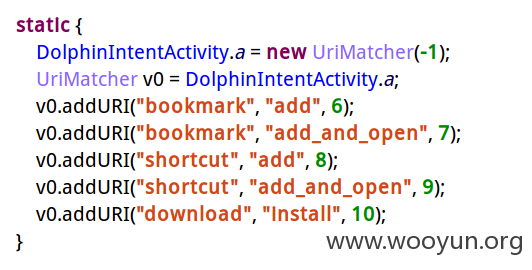 static {
DolphinIntentActivity.a = new UriMatcher(-1);
UriMatcher v0 = DolphinIntentActivity.a;
v0.addURI("bookmark", "add", 6);
v0.addURI("bookmark", "add_and_open", 7);
v0.addURI("shortcut", "add", 8);
v0.addURI("shortcut", "add_and_open", 9);
v0.addURI("download", "install", 10);
}
www.wooyun.org